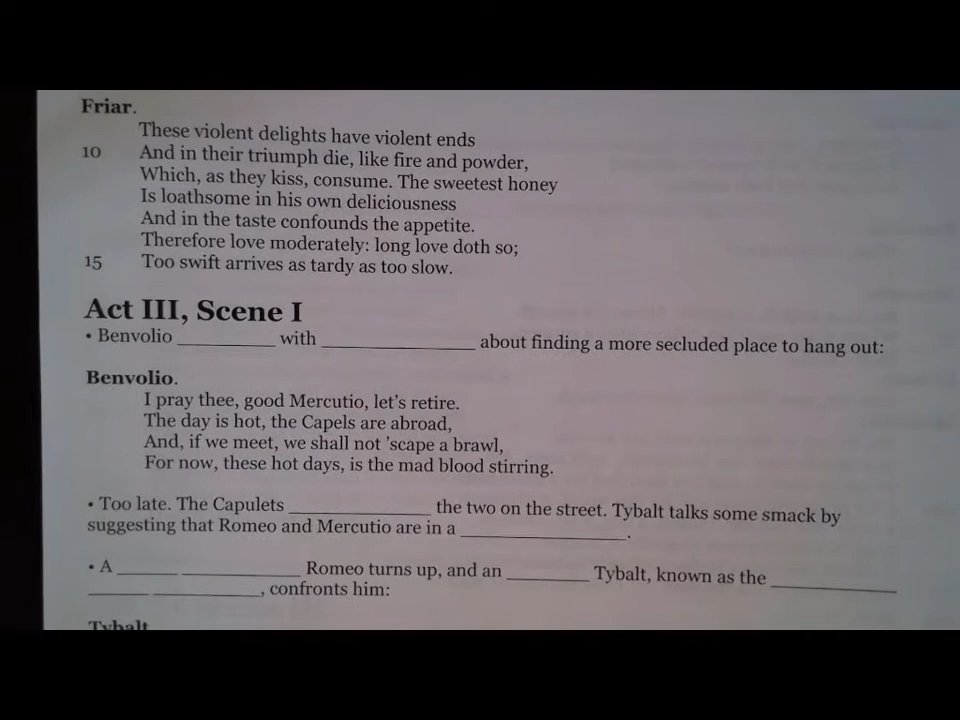 Friar.
These violent delights have violent ends
10 And in their triumph die, like fire and powder,
Which, as they kiss, consume. The sweetest honey
Is loathsome in his own deliciousness
And in the taste confounds the appetite.
Therefore love moderately: long love doth so;
15 Too swift arrives as tardy as too slow.
Act III, Scene I
• Benvolio __________ with ________________ about finding a more secluded place to hang out:
Benvolio.
I pray thee, good Mercutio, let's retire.
The day is hot, the Capels are abroad,
And, if we meet, we shall not 'scape a brawl,
For now, these hot days, is the mad blood stirring.
• Too late. The Capulets _______________ the two on the street. Tybalt talks some smack by
suggesting that Romeo and Mercutio are in a _________________.
• A ______ ____________ Romeo turns up, and an ________ Tybalt, known as the _____________
______ ___________, confronts him:
Tybalt